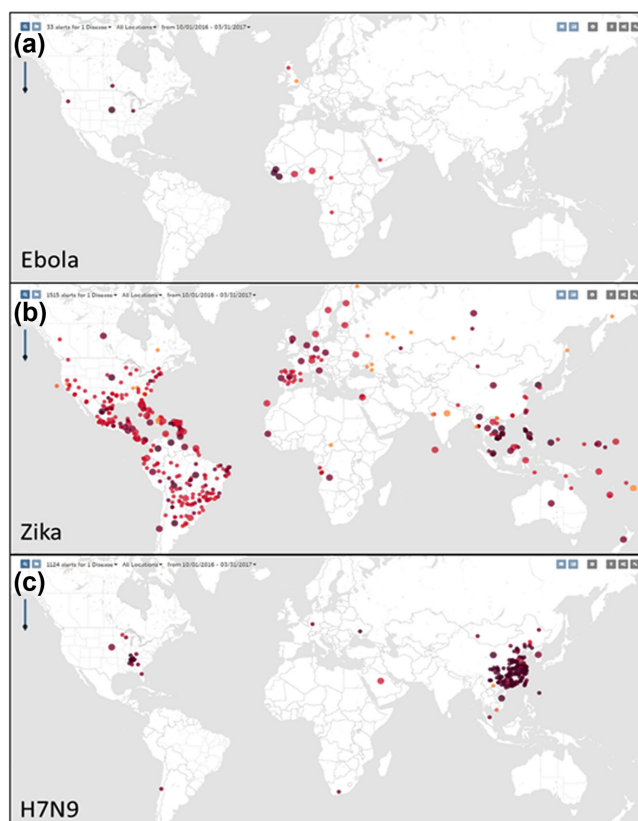 (a)
33 alerts for 1 Disease All Locations from 10/01/2016 - 03/31/2017
Ebola
(b)
1515 alerts for 1 Disease All Locations from 10/01/2016 - 03/31/2017
Zika
(c)
1124 alerts for 1 Disease All Locations from 10/01/2016 - 03/31/2017
H7N9